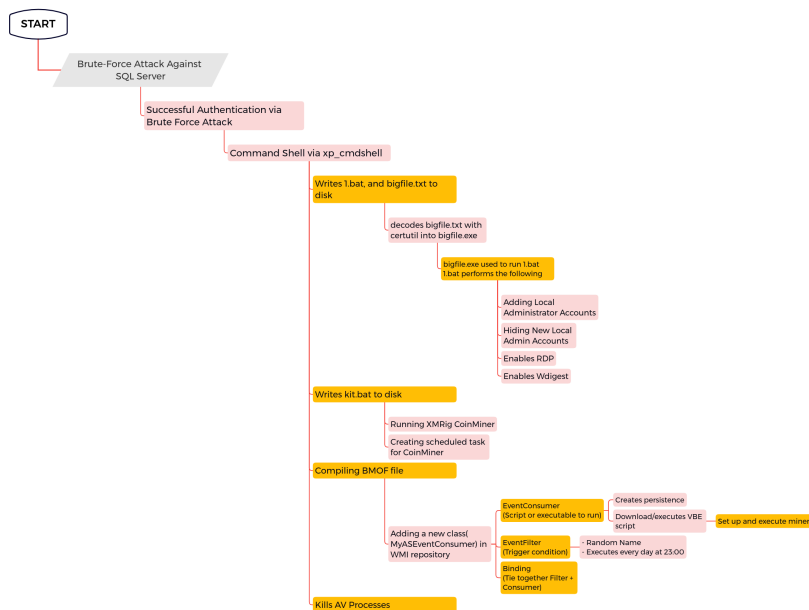 START
Brute-Force Attack Against
SQL Server
Successful Authentication via
Brute Force Attack
Command Shell via xp_cmdshell
Writes 1.bat, and bigfile.txt to
disk
decodes bigfile.txt with
certutil into bigfile.exe
bigfile.exe used to run 1.bat
1.bat performs the following
Adding Local
Administrator Accounts
Hiding New Local
Admin Accounts
Enables RDP
Enables Wdigest
Writes kit.bat to disk
Running XMRig CoinMiner
Creating scheduled task
for CoinMiner
Compiling BMOF file
Adding a new class(
MyASEventConsumer) in
WMI repository
EventConsumer
(Script or executable to run)
Creates persistence
Download/executes VBE
script
Set up and execute miner
EventFilter
(Trigger condition)
- Random Name
- Executes every day at 23:00
Binding
(Tie together Filter +
Consumer)
Kills AV Processes